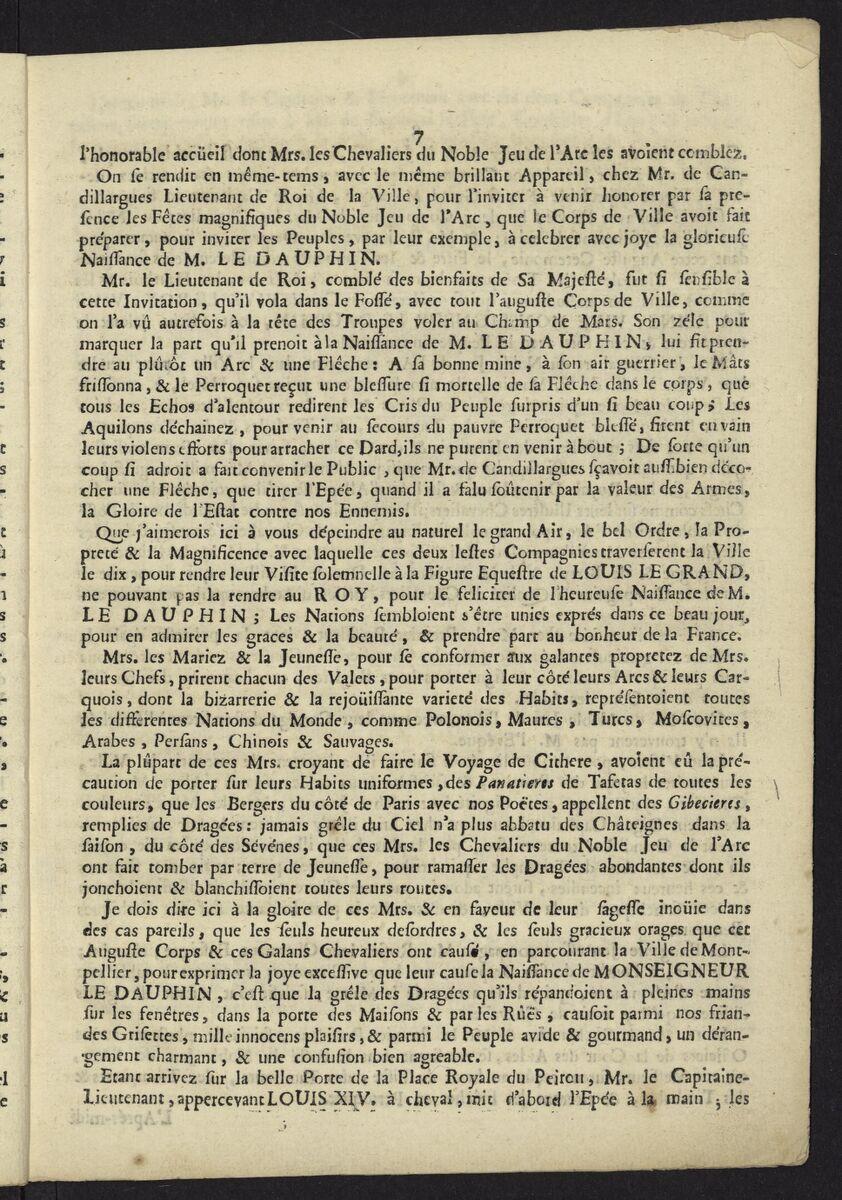 7
l'honorable accüeil dont Mrs. les Chevaliers du Noble Jeu de l'Arc les avoient comblez.
On se rendit en même-tems, avec le même brillant Appareil, chez Mr. de Can-
dillargues Lieutenant de Roi de la Ville, pour l'inviter à venir honorer par sa pre-
sence les Fêtes magnifiques du Noble Jeu de l'Arc, que le Corps de Ville avoit fait
préparer, pour inviter les Peuples, par leur exemple, à celebrer avec joye la glorieuse
Naissance de M. LE DAUPHIN.
Mr. le Lieutenant de Roi, comblé des bienfaits de Sa Majesté, fut si sensible à
cette Invitation, qu'il vola dans le Fossé, avec tout l'auguste Corps de Ville, comme
on l'a vû autrefois à la tête des Troupes voler au Champ de Mars. Son zéle pour
marquer la part qu'il prenoit à la Naissance de M. LE DAUPHIN, lui fit pren-
dre au plûtôt un Arc & une Flêche: A sa bonne mine, à son air guerrier, le Mâts
frissonna, & le Perroquet reçut une blessure si mortelle de sa Flêche dans le corps, que
tous les Echos d'alentour redirent les Cris du Peuple surpris d'un si beau coup; Les
Aquilons déchainez, pour venir au secours du pauvre Perroquet blessé, firent en vain
leurs violens efforts pour arracher ce Dard, ils ne purent en venir à bout; De sorte qu'un
coup si adroit a fait convenir le Public, que Mr. de Candillargues sçavoit aussi bien déco-
cher une Flêche, que tirer l'Epée, quand il a falu soûtenir par la valeur des Armes,
la Gloire de l'Estat contre nos Ennemis.
Que j'aimerois ici à vous dépeindre au naturel le grand Air, le bel Ordre, la Pro-
preté & la Magnificence avec laquelle ces deux lestes Compagnies traverserent la Ville
le dix, pour rendre leur Visite solemnelle à la Figure Equestre de LOUIS LE GRAND,
ne pouvant pas la rendre au ROY, pour le feliciter de l'heureuse Naissance de M.
LE DAUPHIN; Les Nations sembloient s'être unies exprés dans ce beau jour,
pour en admirer les graces & la beauté, & prendre part au bonheur de la France.
Mrs. les Mariez & la Jeunesse, pour se conformer aux galantes propretez de Mrs.
leurs Chefs, prirent chacun des Valets, pour porter à leur côté leurs Arcs & leurs Car-
quois, dont la bizarrerie & la rejoüissante varieté des Habits, représentoient toutes
les differentes Nations du Monde, comme Polonois, Maures, Turcs, Moscovites,
Arabes, Persans, Chinois & Sauvages.
La plûpart de ces Mrs. croyant de faire le Voyage de Cithere, avoient eû la pré-
caution de porter sur leurs Habits uniformes, des Panatieres de Tafetas de toutes les
couleurs, que les Bergers du côté de Paris avec nos Poëtes, appellent des Gibecieres,
remplies de Dragées: jamais grêle du Ciel n'a plus abbatu des Châteignes dans la
saison, du côté des Sévénes, que ces Mrs. les Chevaliers du Noble Jeu de l'Arc
ont fait tomber par terre de Jeunesse, pour ramasser les Dragées abondantes dont ils
jonchoient & blanchissoient toutes leurs routes.
Je dois dire ici à la gloire de ces Mrs. & en faveur de leur sagesse inoüie dans
des cas pareils, que les seuls heureux desordres, & les seuls gracieux orages que cet
Auguste Corps & ces Galans Chevaliers ont causé, en parcourant la Ville de Mont-
pellier, pour exprimer la joye excessive que leur cause la Naissance de MONSEIGNEUR
LE DAUPHIN, c'est que la grêle des Dragées qu'ils répandoient à pleines mains
sur les fenêtres, dans la porte des Maisons & par les Ruës, causoit parmi nos frian-
des Grisettes, mille innocens plaisirs, & parmi le Peuple avide & gourmand, un déran-
gement charmant, & une confusion bien agreable.
Etant arrivez sur la belle Porte de la Place Royale du Peirou, Mr. le Capitaine-
Lieutenant, appercevant LOUIS XIV. à cheval, mit d'abord l'Epée à la main; les